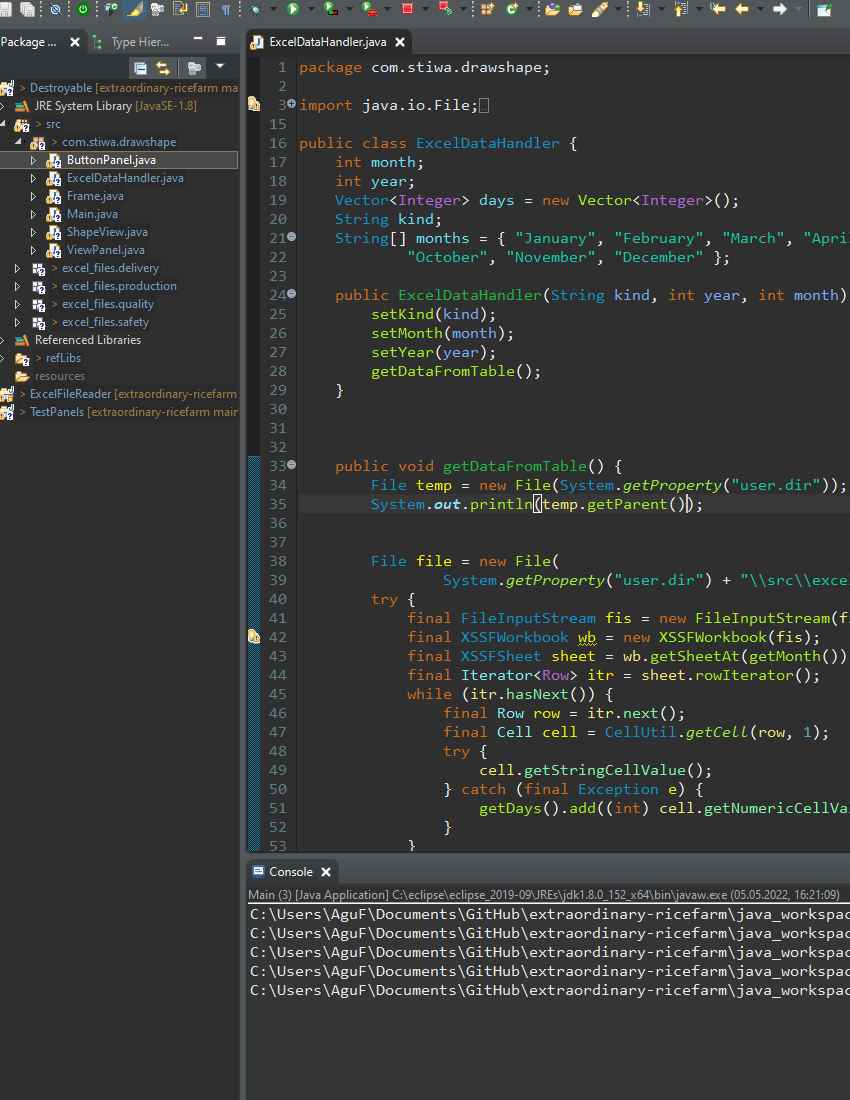 Package ...
Type Hier...
> Destroyable [extraordinary-ricefarm ma
JRE System Library [JavaSE-1.8]
> src
> com.stiwa.drawshape
> ButtonPanel.java
> ExcelDataHandler.java
> Frame.java
> Main.java
> ShapeView.java
> ViewPanel.java
> excel_files.delivery
> excel_files.production
> excel_files.quality
> excel_files.safety
Referenced Libraries
> refLibs
resources
> ExcelFileReader [extraordinary-ricefarm
> TestPanels [extraordinary-ricefarm main
ExcelDataHandler.java
1 package com.stiwa.drawshape;
2
3 import java.io.File;
15
16 public class ExcelDataHandler {
17 int month;
18 int year;
19 Vector<Integer> days = new Vector<Integer>();
20 String kind;
21 String[] months = { "January", "February", "March", "Apri
22 "October", "November", "December" };
23
24 public ExcelDataHandler(String kind, int year, int month)
25 setKind(kind);
26 setMonth(month);
27 setYear(year);
28 getDataFromTable();
29 }
30
31
32
33 public void getDataFromTable() {
34 File temp = new File(System.getProperty("user.dir"));
35 System.out.println(temp.getParent());
36
37
38 File file = new File(
39 System.getProperty("user.dir") + "\\src\\exce
40 try {
41 final FileInputStream fis = new FileInputStream(fi
42 final XSSFWorkbook wb = new XSSFWorkbook(fis);
43 final XSSFSheet sheet = wb.getSheetAt(getMonth())
44 final Iterator<Row> itr = sheet.rowIterator();
45 while (itr.hasNext()) {
46 final Row row = itr.next();
47 final Cell cell = CellUtil.getCell(row, 1);
48 try {
49 cell.getStringCellValue();
50 } catch (final Exception e) {
51 getDays().add((int) cell.getNumericCellVa
52 }
53 }
Console
Main (3) [Java Application] C:\eclipse\eclipse_2019-09\JREs\jdk1.8.0_152_x64\bin\javaw.exe (05.05.2022, 16:21:09)
C:\Users\AguF\Documents\GitHub\extraordinary-ricefarm\java_workspac
C:\Users\AguF\Documents\GitHub\extraordinary-ricefarm\java_workspac
C:\Users\AguF\Documents\GitHub\extraordinary-ricefarm\java_workspac
C:\Users\AguF\Documents\GitHub\extraordinary-ricefarm\java_workspac
C:\Users\AguF\Documents\GitHub\extraordinary-ricefarm\java_workspac